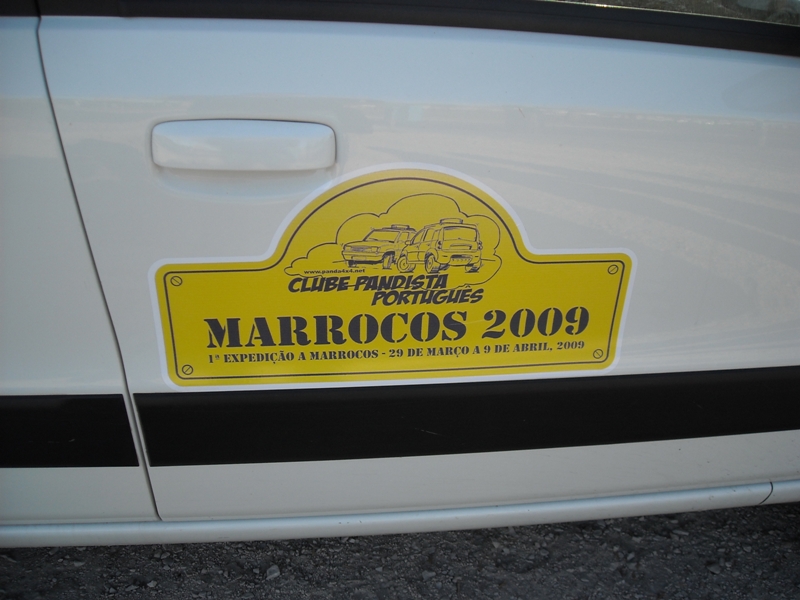 www.panda4x4.net
CLUBE PANDISTA
PORTUGUÊS
MARROCOS 2009
1ª EXPEDIÇÃO A MARROCOS - 29 DE MARÇO A 9 DE ABRIL, 2009